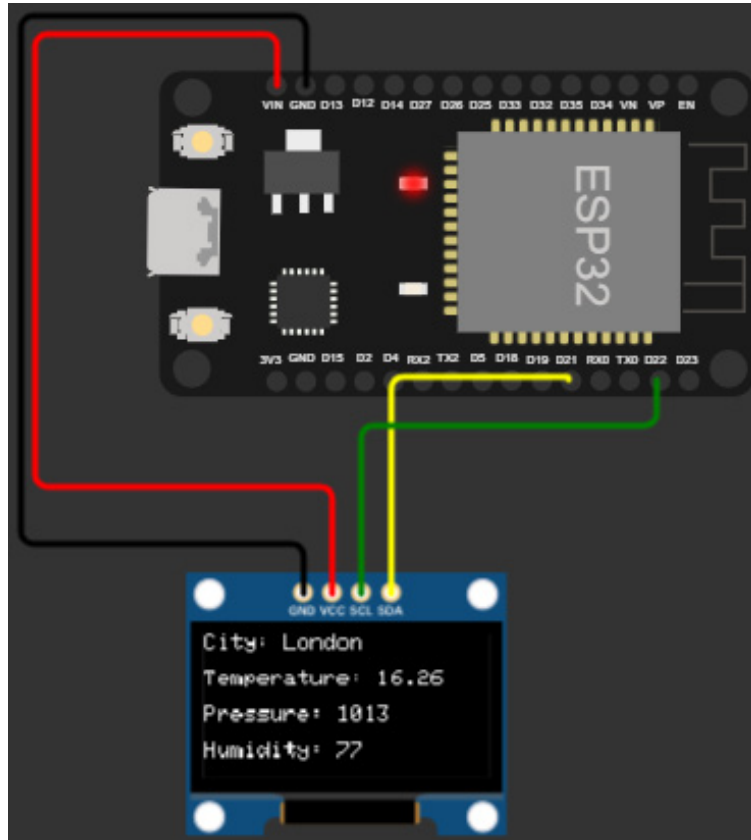 VIN GND D13 D12 D14 D27 D26 D25 D33 D32 D35 D34 VN VP EN
ESP32
3V3 GND D15 D2 D4 RX2 TX2 D5 D18 D19 D21 RX0 TX0 D22 D23
GND VCC SCL SDA
City: London
Temperature: 16.26
Pressure: 1013
Humidity: 77